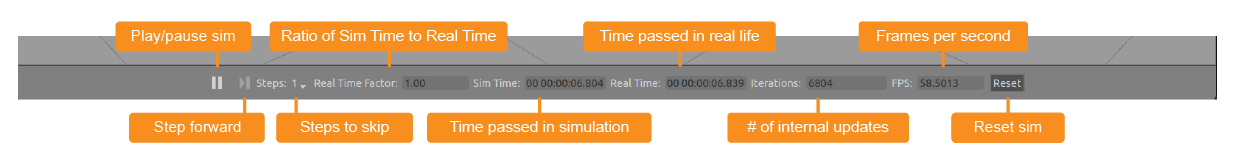 Play/pause sim
Ratio of Sim Time to Real Time
Time passed in real life
Frames per second
Steps: 1 Real Time Factor: 1.00 Sim Time: 00 00:00:06.804 Real Time: 00 00:00:06.839 Iterations: 6804 FPS: 58.5013 Reset
Step forward
Steps to skip
Time passed in simulation
# of internal updates
Reset sim